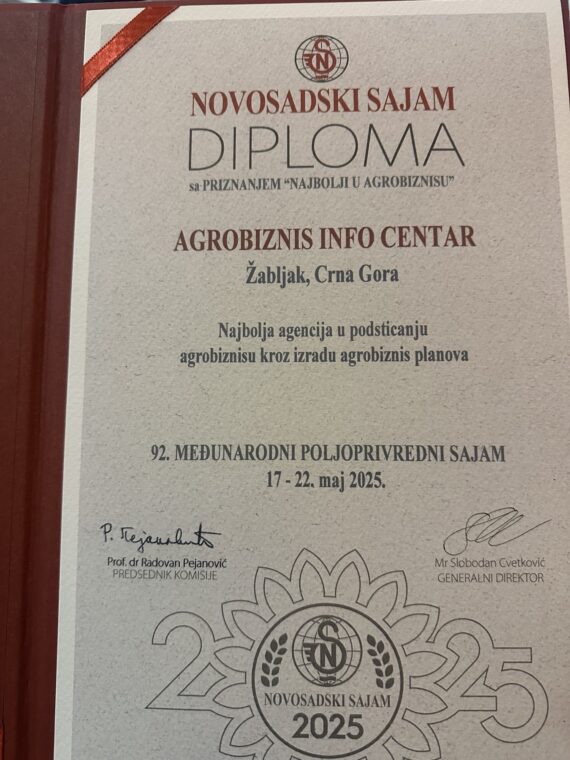 NOVOSADSKI SAJAM
DIPLOMA
sa PRIZNANJEM “NAJBOLJI U AGROBIZNISU”
AGROBIZNIS INFO CENTAR
Žabljak, Crna Gora
Najbolja agencija u podsticanju
agrobiznisu kroz izradu agrobiznis planova
92. MEĐUNARODNI POLJOPRIVREDNI SAJAM
17 - 22. maj 2025.
Prof. dr Radovan Pejanović
PREDSEDNIK KOMISIJE
Mr Slobodan Cvetković
GENERALNI DIREKTOR
2025
NOVOSADSKI SAJAM
2025